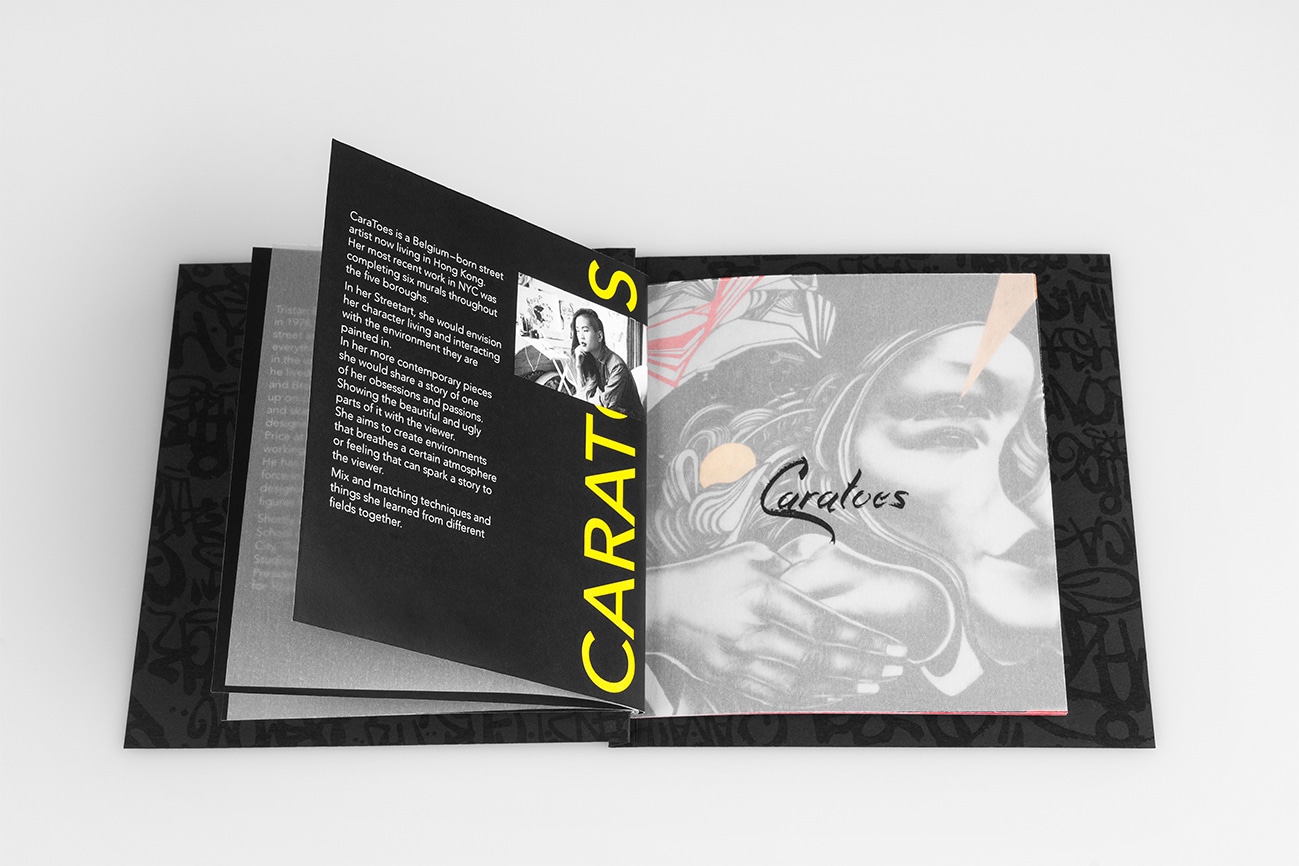 CaraToes is a Belgium–born street
artist now living in Hong Kong.
Her most recent work in NYC was
completing six murals throughout
the five boroughs.
In her Streetart, she would envision
her character living and interacting
with the environment they are
painted in.
In her more contemporary pieces
she would share a story of one
of her obsessions and passions.
Showing the beautiful and ugly
parts of it with the viewer.
She aims to create environments
that breathes a certain atmosphere
or feeling that can spark a story to
the viewer.
Mix and matching techniques and
things she learned from different
fields together.
CARAT S
Caratoes
Tristan
in 1976
street